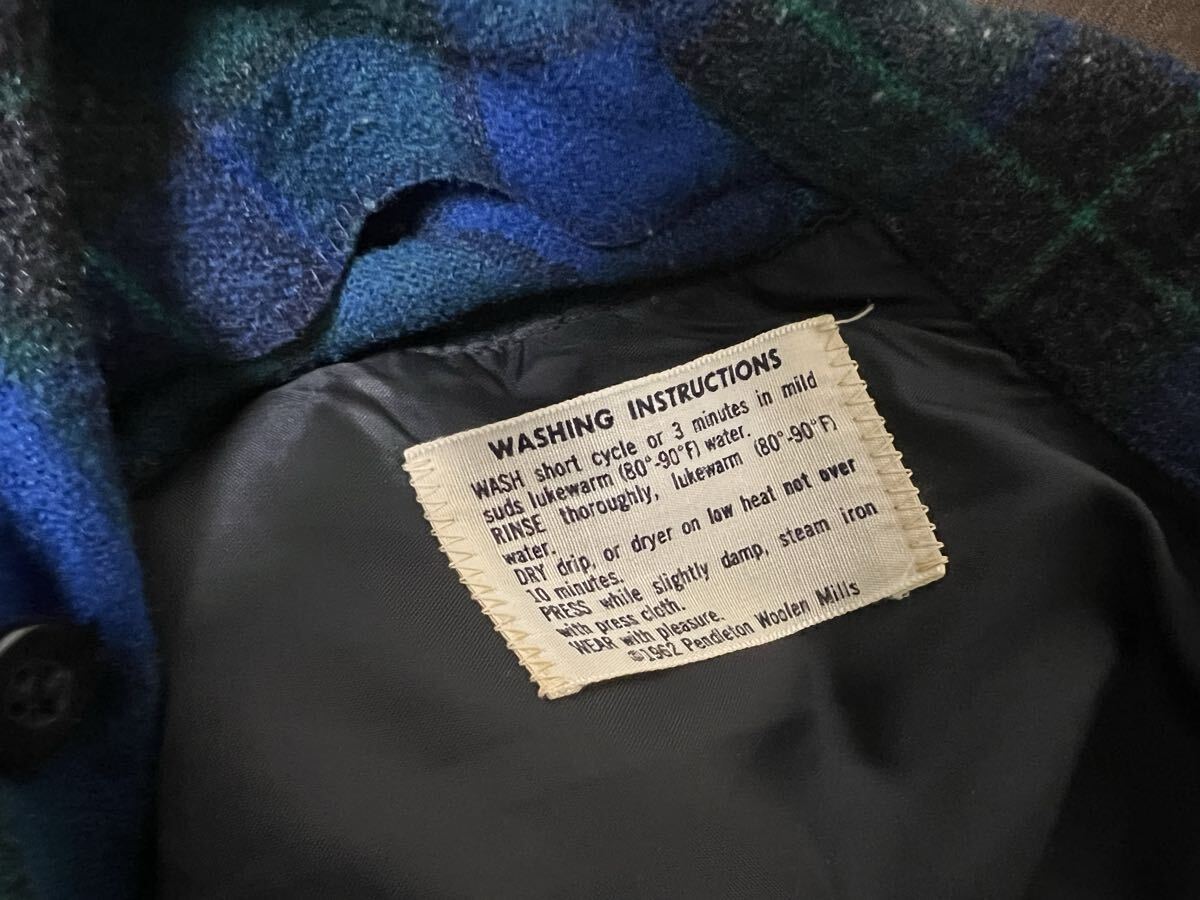 WASHING INSTRUCTIONS
WASH short cycle or 3 minutes in mild
suds lukewarm (80°-90°F) water.
RINSE thoroughly, lukewarm (80°-90°F)
water.
DRY drip, or dryer on low heat not over
10 minutes.
PRESS while slightly damp, steam iron
with press cloth.
WEAR with pleasure.
©1962 Pendleton Woolen Mills